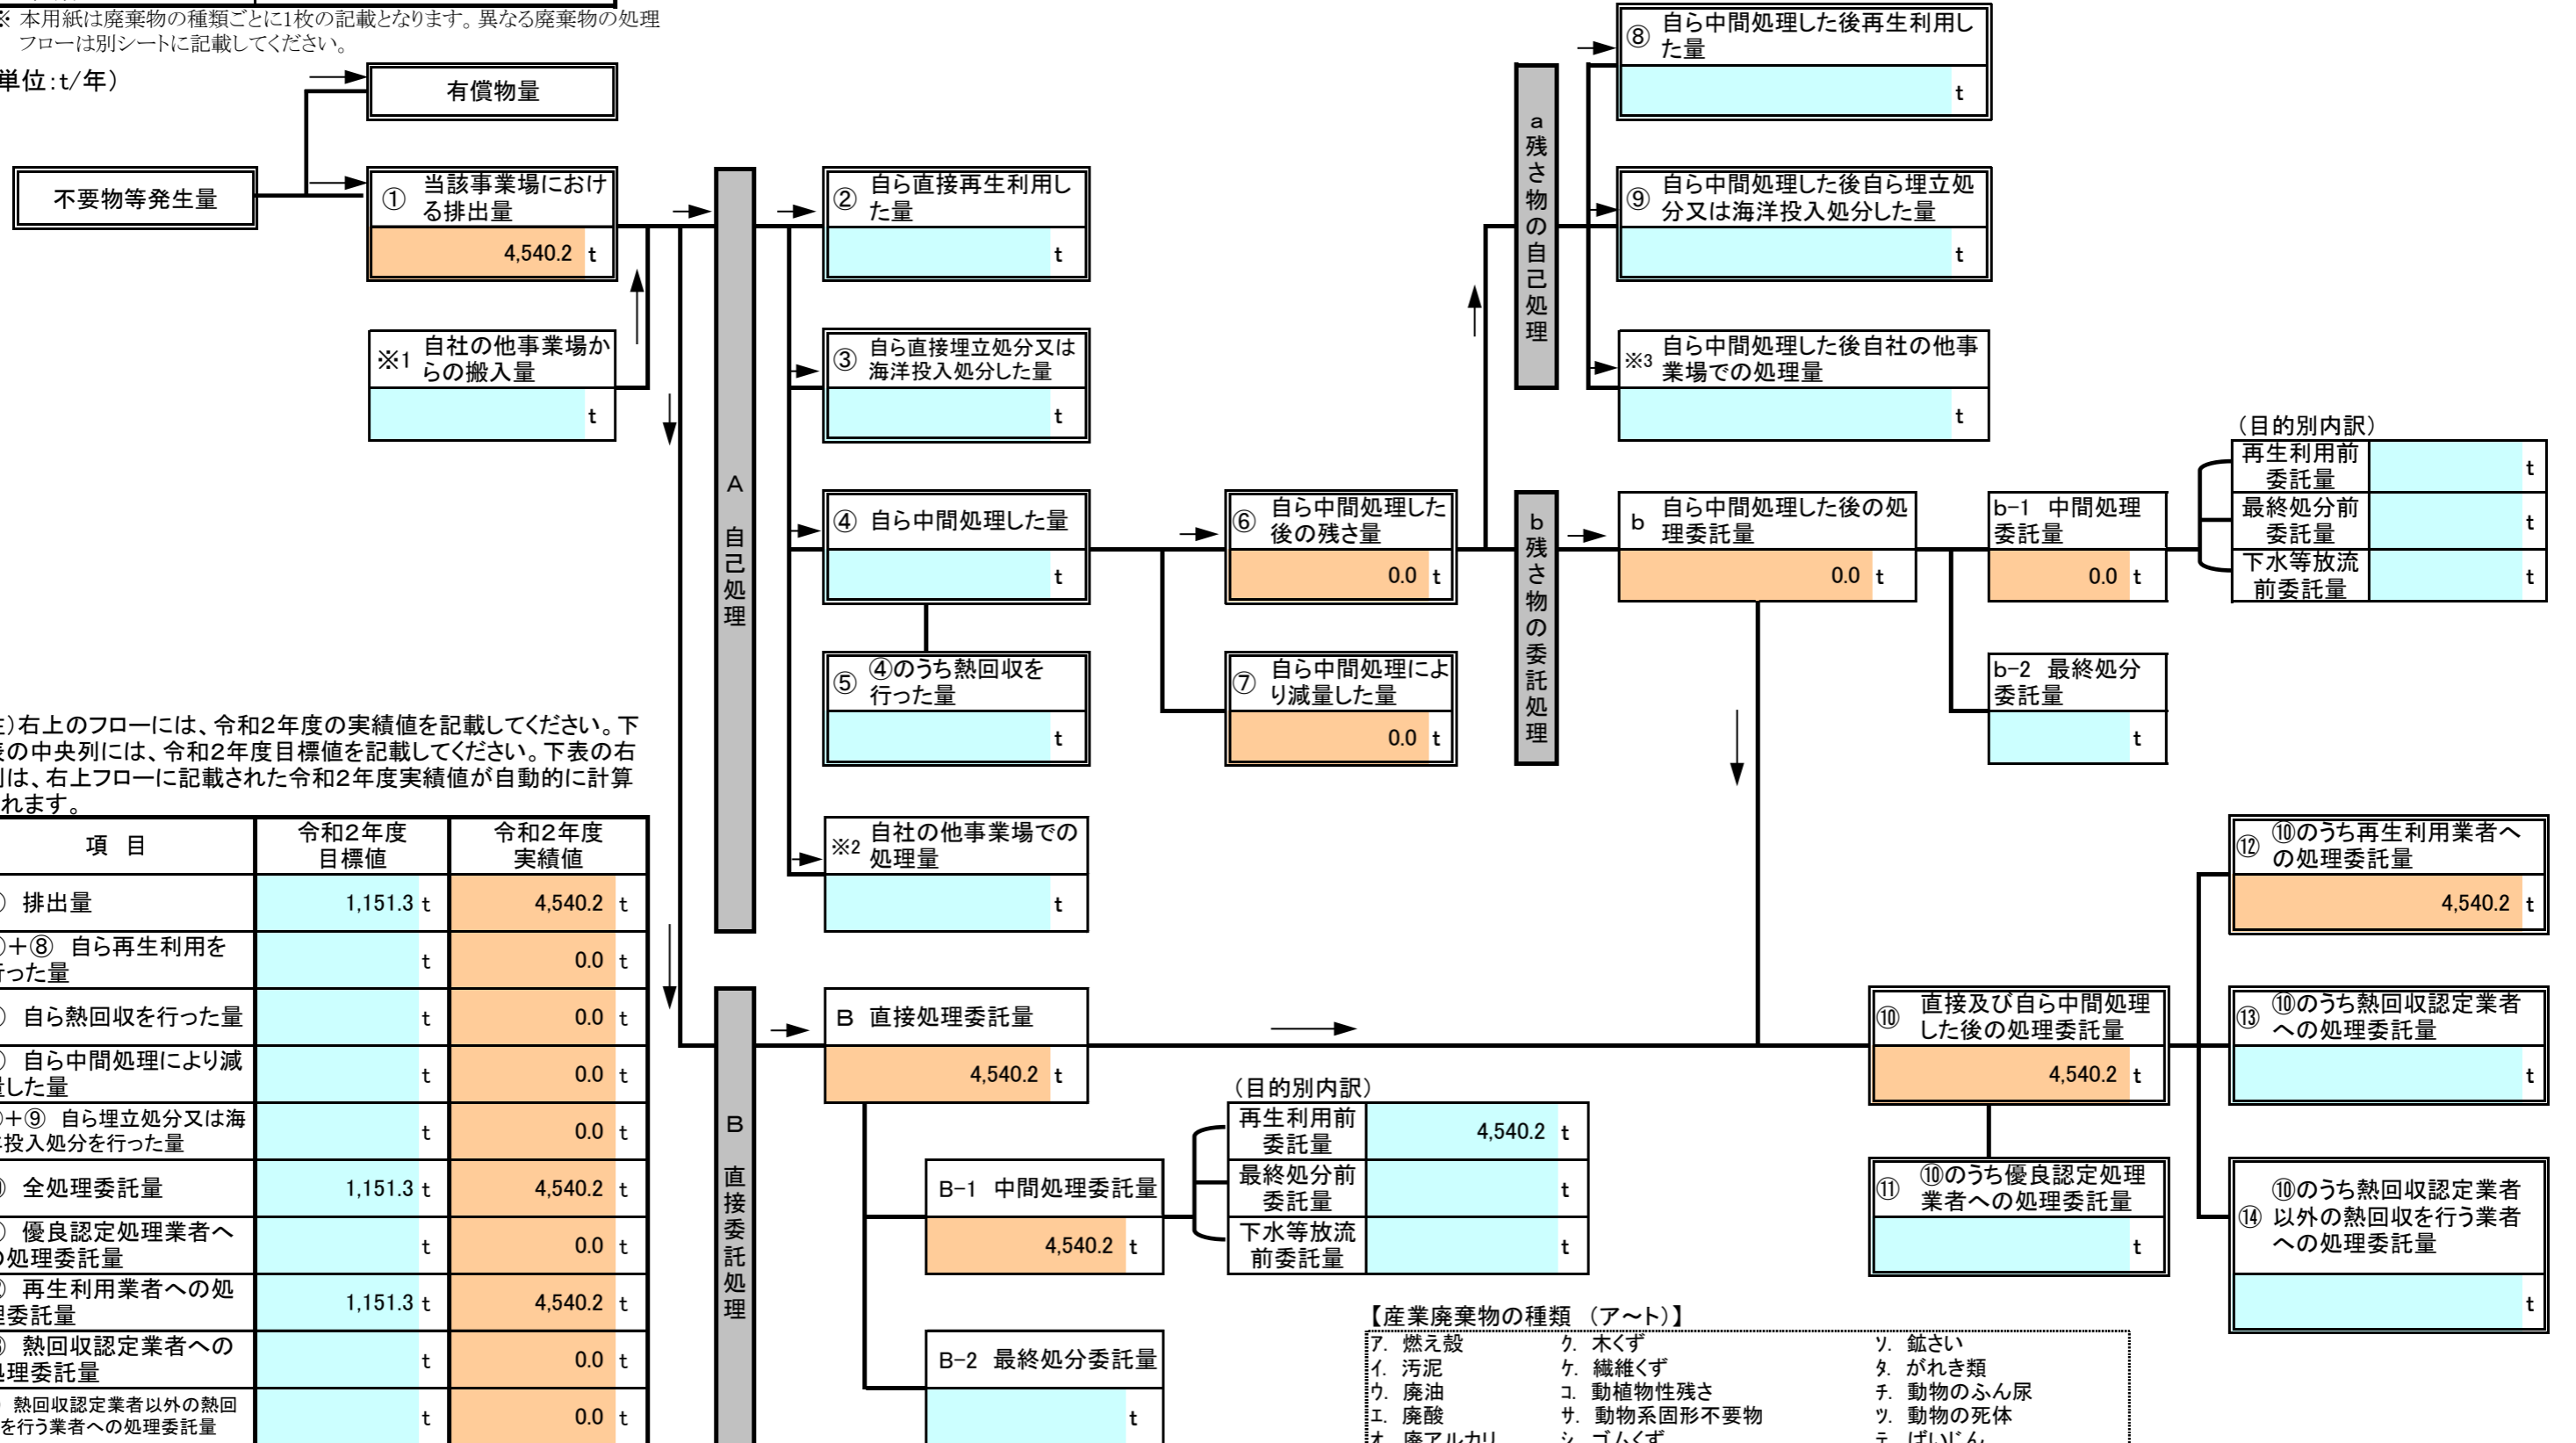 ※ 本用紙は廃棄物の種類ごとに1枚の記載となります。異なる廃棄物の処理
フローは別シートに記載してください。
単位:t/年)
有償物量
不要物等発生量
① 当該事業場におけ
る排出量
4,540.2 t
※1 自社の他事業場か
らの搬入量
t
A 自己処理
② 自ら直接再生利用し
た量
t
③ 自ら直接埋立処分又は
海洋投入処分した量
t
④ 自ら中間処理した量
t
⑤ ④のうち熱回収を
行った量
t
※2 自社の他事業場での
処理量
t
⑥ 自ら中間処理した
後の残さ量
0.0 t
⑦ 自ら中間処理によ
り減量した量
0.0 t
a残さ物の自己処理
⑧ 自ら中間処理した後再生利用し
た量
t
⑨ 自ら中間処理した後自ら埋立処
分又は海洋投入処分した量
t
※3 自ら中間処理した後自社の他事
業場での処理量
t
b残さ物の委託処理
b 自ら中間処理した後の処
理委託量
0.0 t
b-1 中間処理
委託量
0.0 t
b-2 最終処分
委託量
t
(目的別内訳)
再生利用前
委託量
t
最終処分前
委託量
t
下水等放流
前委託量
t
)右上のフローには、令和2年度の実績値を記載してください。下
の中央列には、令和2年度目標値を記載してください。下表の右
は、右上フローに記載された令和2年度実績値が自動的に計算
れます。
項 目 令和2年度
目標値 令和2年度
実績値
排出量 1,151.3 t 4,540.2 t
+⑧ 自ら再生利用を
行った量 t 0.0 t
自ら熱回収を行った量 t 0.0 t
自ら中間処理により減
量した量 t 0.0 t
+⑨ 自ら埋立処分又は海
洋投入処分を行った量 t 0.0 t
全処理委託量 1,151.3 t 4,540.2 t
優良認定処理業者へ
の処理委託量 t 0.0 t
再生利用業者への処
理委託量 1,151.3 t 4,540.2 t
熱回収認定業者への
処理委託量 t 0.0 t
熱回収認定業者以外の熱回
を行う業者への処理委託量 t 0.0 t
B 直接委託処理
B 直接処理委託量
4,540.2 t
B-1 中間処理委託量
4,540.2 t
B-2 最終処分委託量
t
(目的別内訳)
再生利用前
委託量
4,540.2 t
最終処分前
委託量
t
下水等放流
前委託量
t
⑩ 直接及び自ら中間処理
した後の処理委託量
4,540.2 t
⑪ ⑩のうち優良認定処理
業者への処理委託量
t
⑫ ⑩のうち再生利用業者へ
の処理委託量
4,540.2 t
⑬ ⑩のうち熱回収認定業者
への処理委託量
t
⑩のうち熱回収認定業者
⑭ 以外の熱回収を行う業者
への処理委託量
t
【産業廃棄物の種類 (ア～ト)】
ア. 燃え殻 ク. 木くず ソ. 鉱さい
イ. 汚泥 ケ. 繊維くず タ. がれき類
ウ. 廃油 コ. 動植物性残さ チ. 動物のふん尿
エ. 廃酸 サ. 動物系固形不要物 ツ. 動物の死体
オ. 廃アルカリ シ. ゴムくず テ. ばいじん